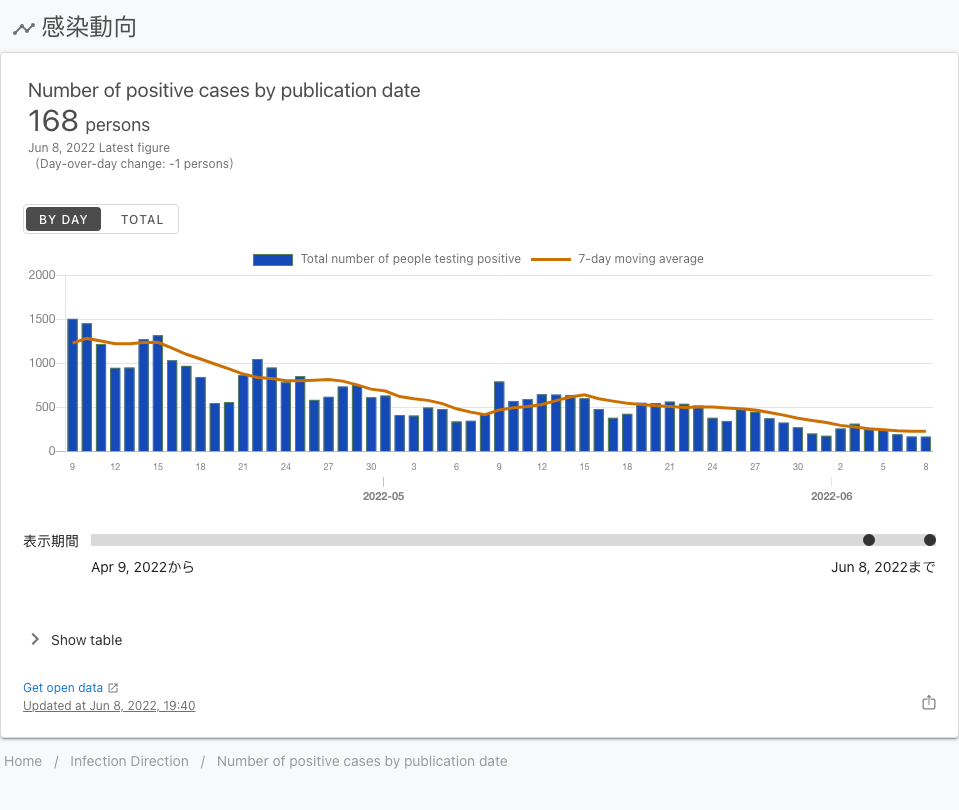 感染動向
Number of positive cases by publication date
168 persons
Jun 8, 2022 Latest figure
(Day-over-day change: -1 persons)
BY DAY TOTAL
Total number of people testing positive 7-day moving average
2000
1500
1000
500
0
9 12 15 18 21 24 27 30 3 6 9 12 15 18 21 24 27 30 2 5 8
2022-05 2022-06
表示期間
Apr 9, 2022から Jun 8, 2022まで
Show table
Get open data
Updated at Jun 8, 2022, 19:40
Home / Infection Direction / Number of positive cases by publication date